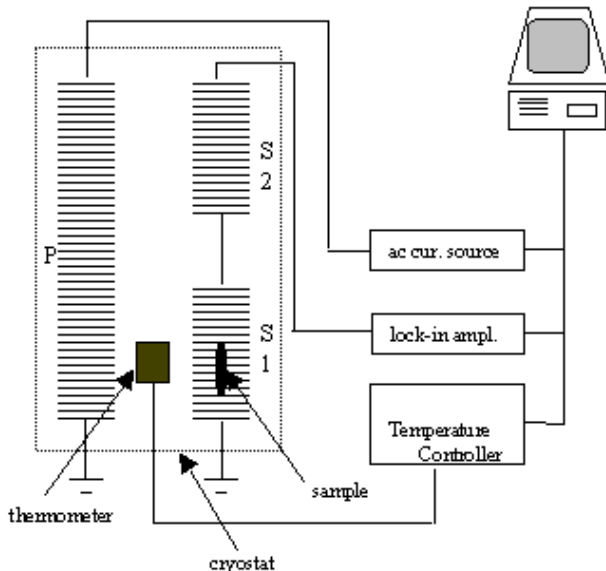 S
2
P
ac cur. source
S
1
lock-in ampl.
Temperature
Controller
sample
thermometer
cryostat